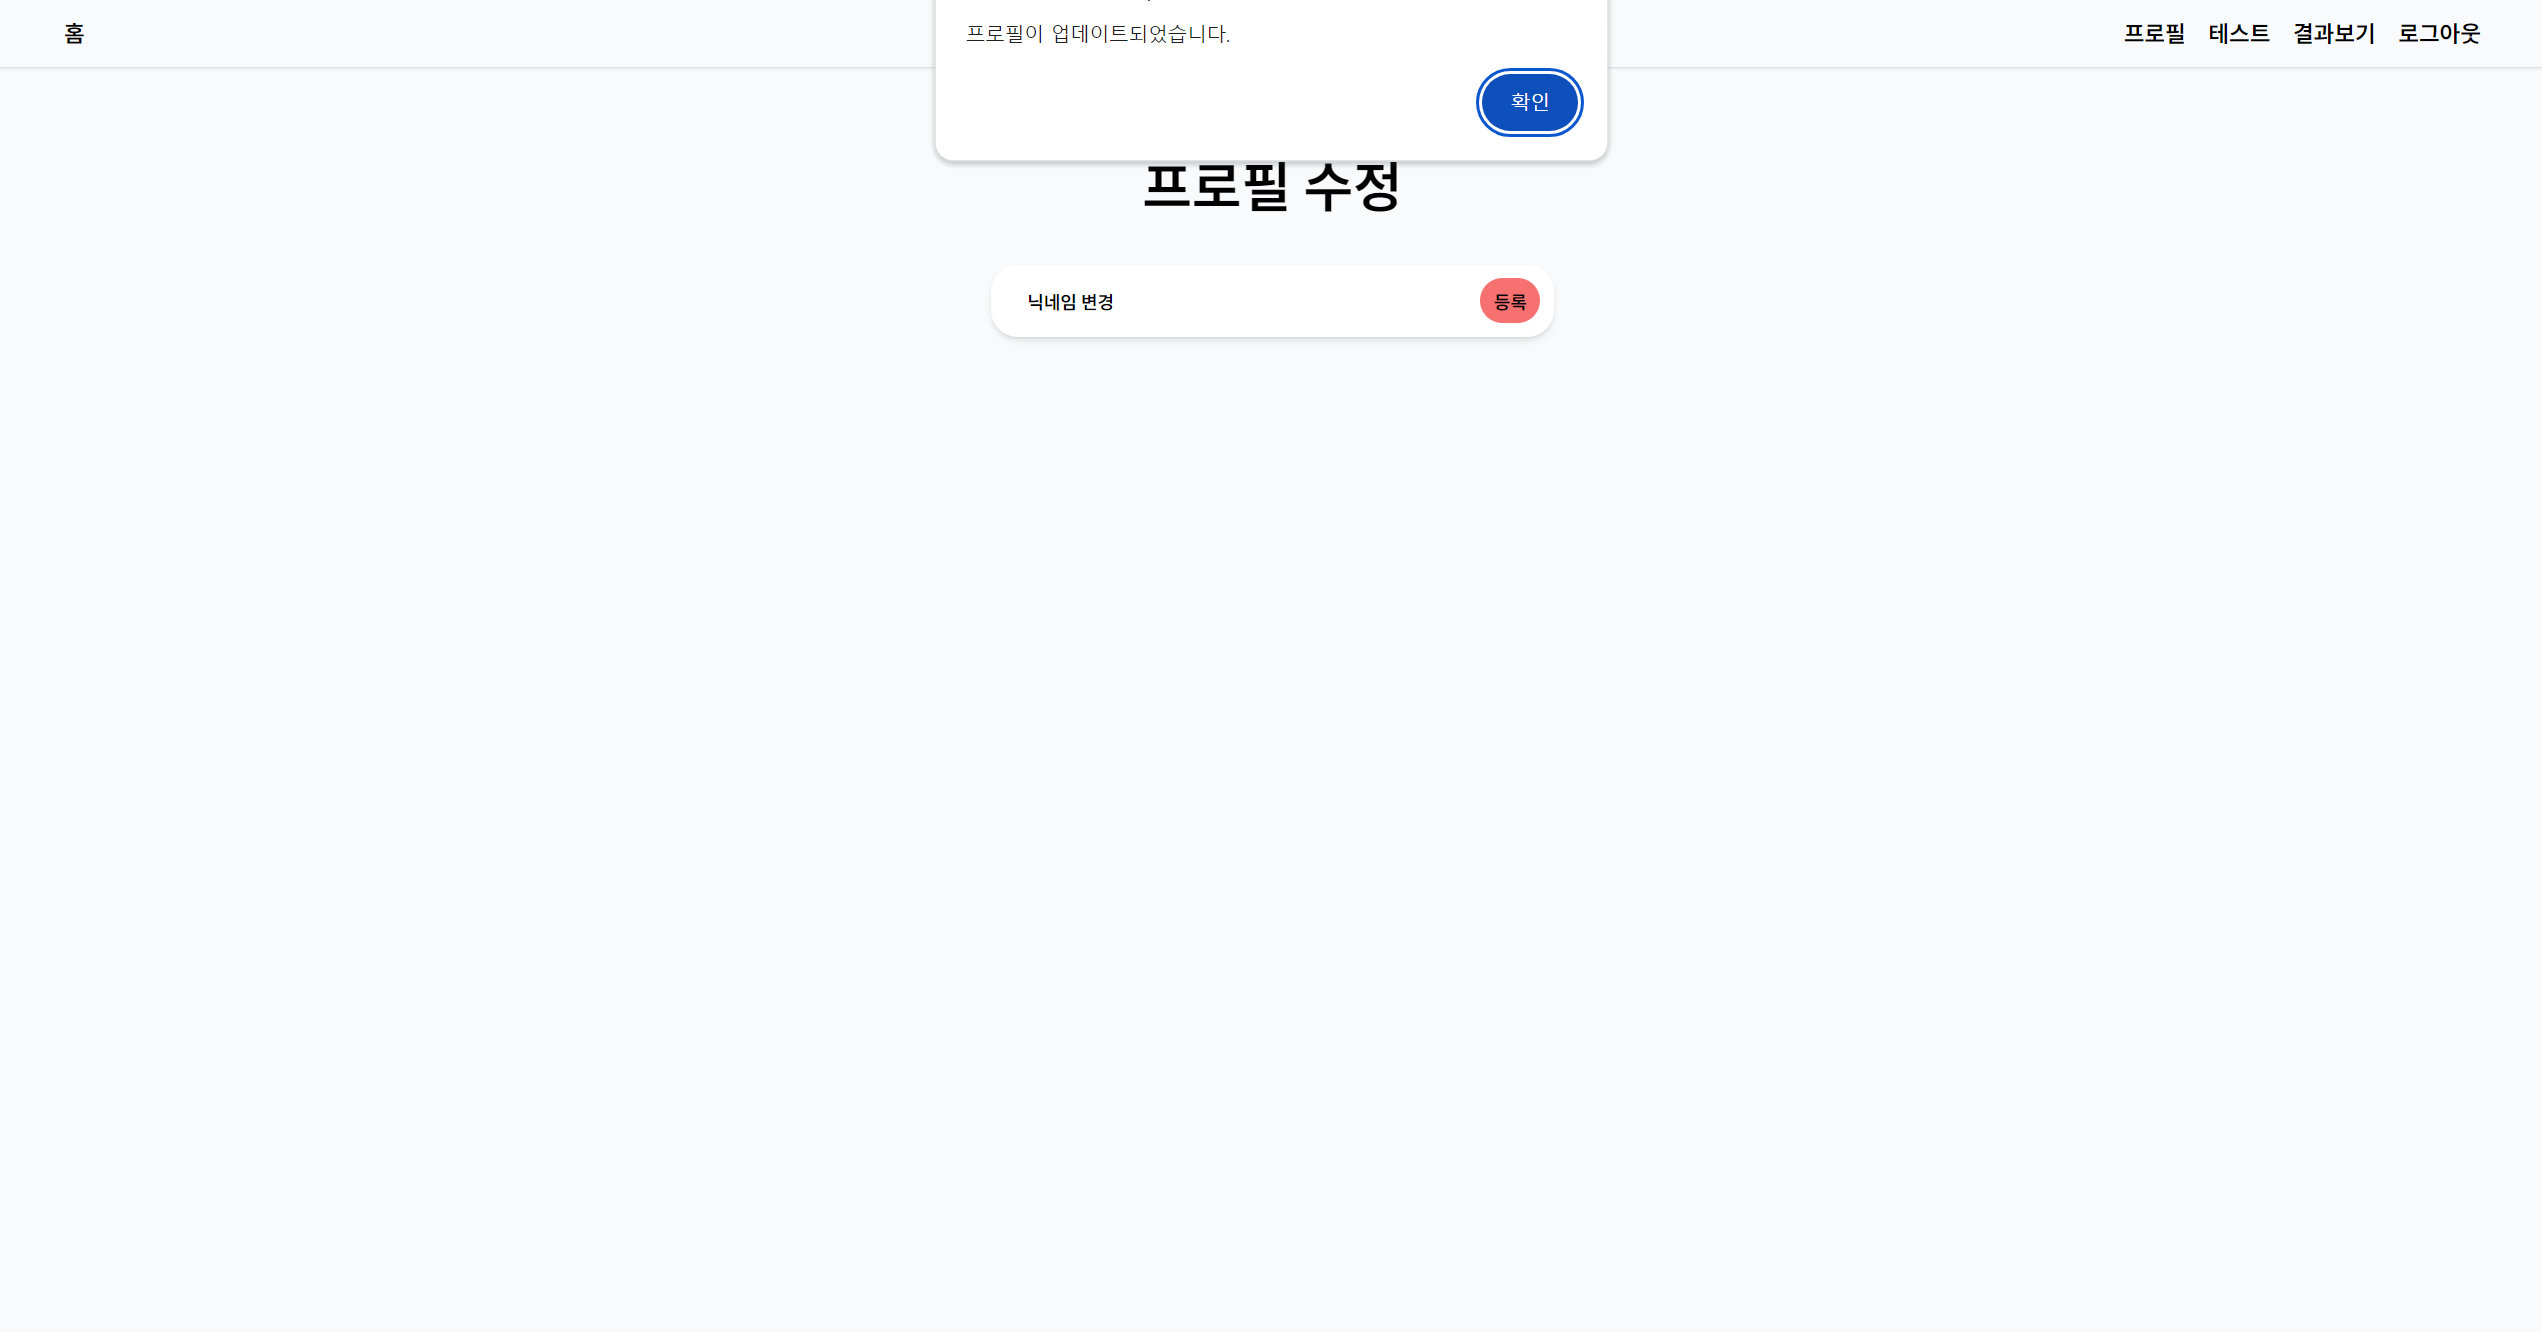 홈
프로필 테스트 결과보기 로그아웃
프로필이 업데이트되었습니다.
확인
프로필 수정
닉네임 변경
등록